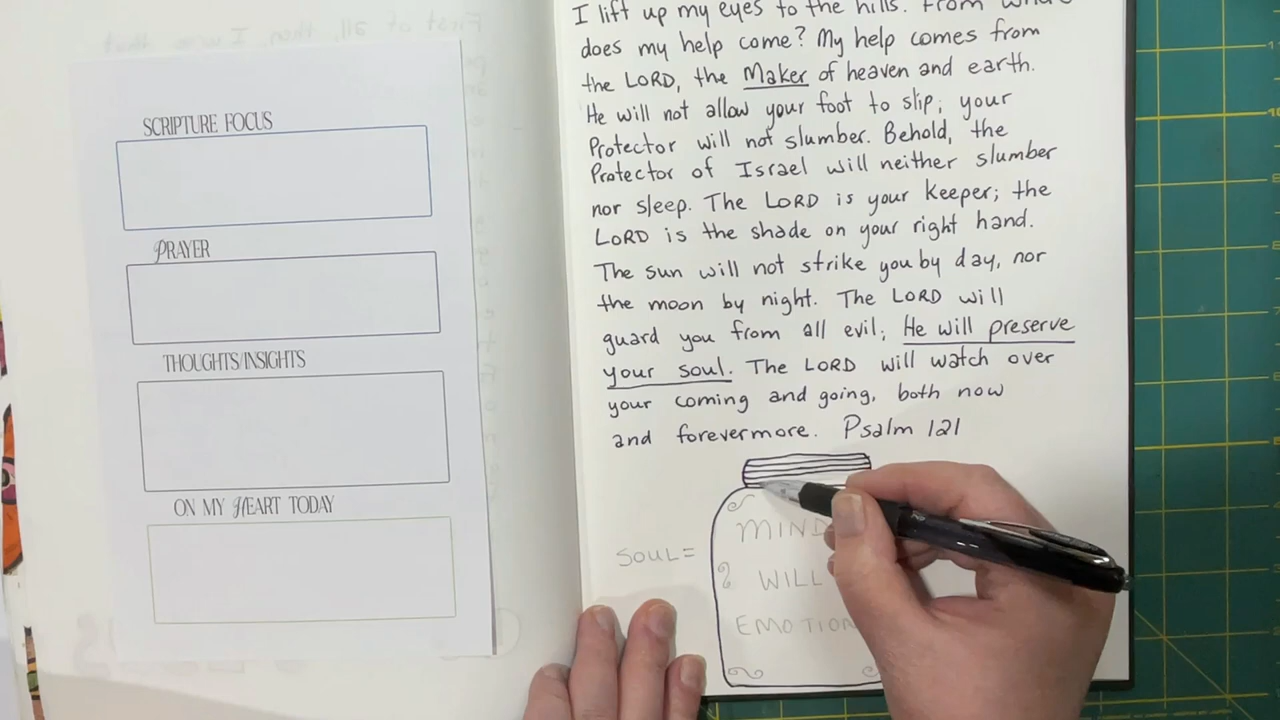 SCRIPTURE FOCUS
PRAYER
THOUGHTS/INSIGHTS
ON MY HEART TODAY
I lift up my eyes to the hills. From
does my help come? My help comes from
the LORD, the Maker of heaven and earth.
He will not allow your foot to slip; your
Protector will not slumber. Behold, the
Protector of Israel will neither slumber
nor sleep. The LORD is your keeper; the
LORD is the shade on your right hand.
The sun will not strike you by day, nor
the moon by night. The LORD will
guard you from all evil; He will preserve
your soul. The LORD will watch over
your coming and going, both now
and forevermore. Psalm 121
MIND
SOUL=
WILL
EMOTION